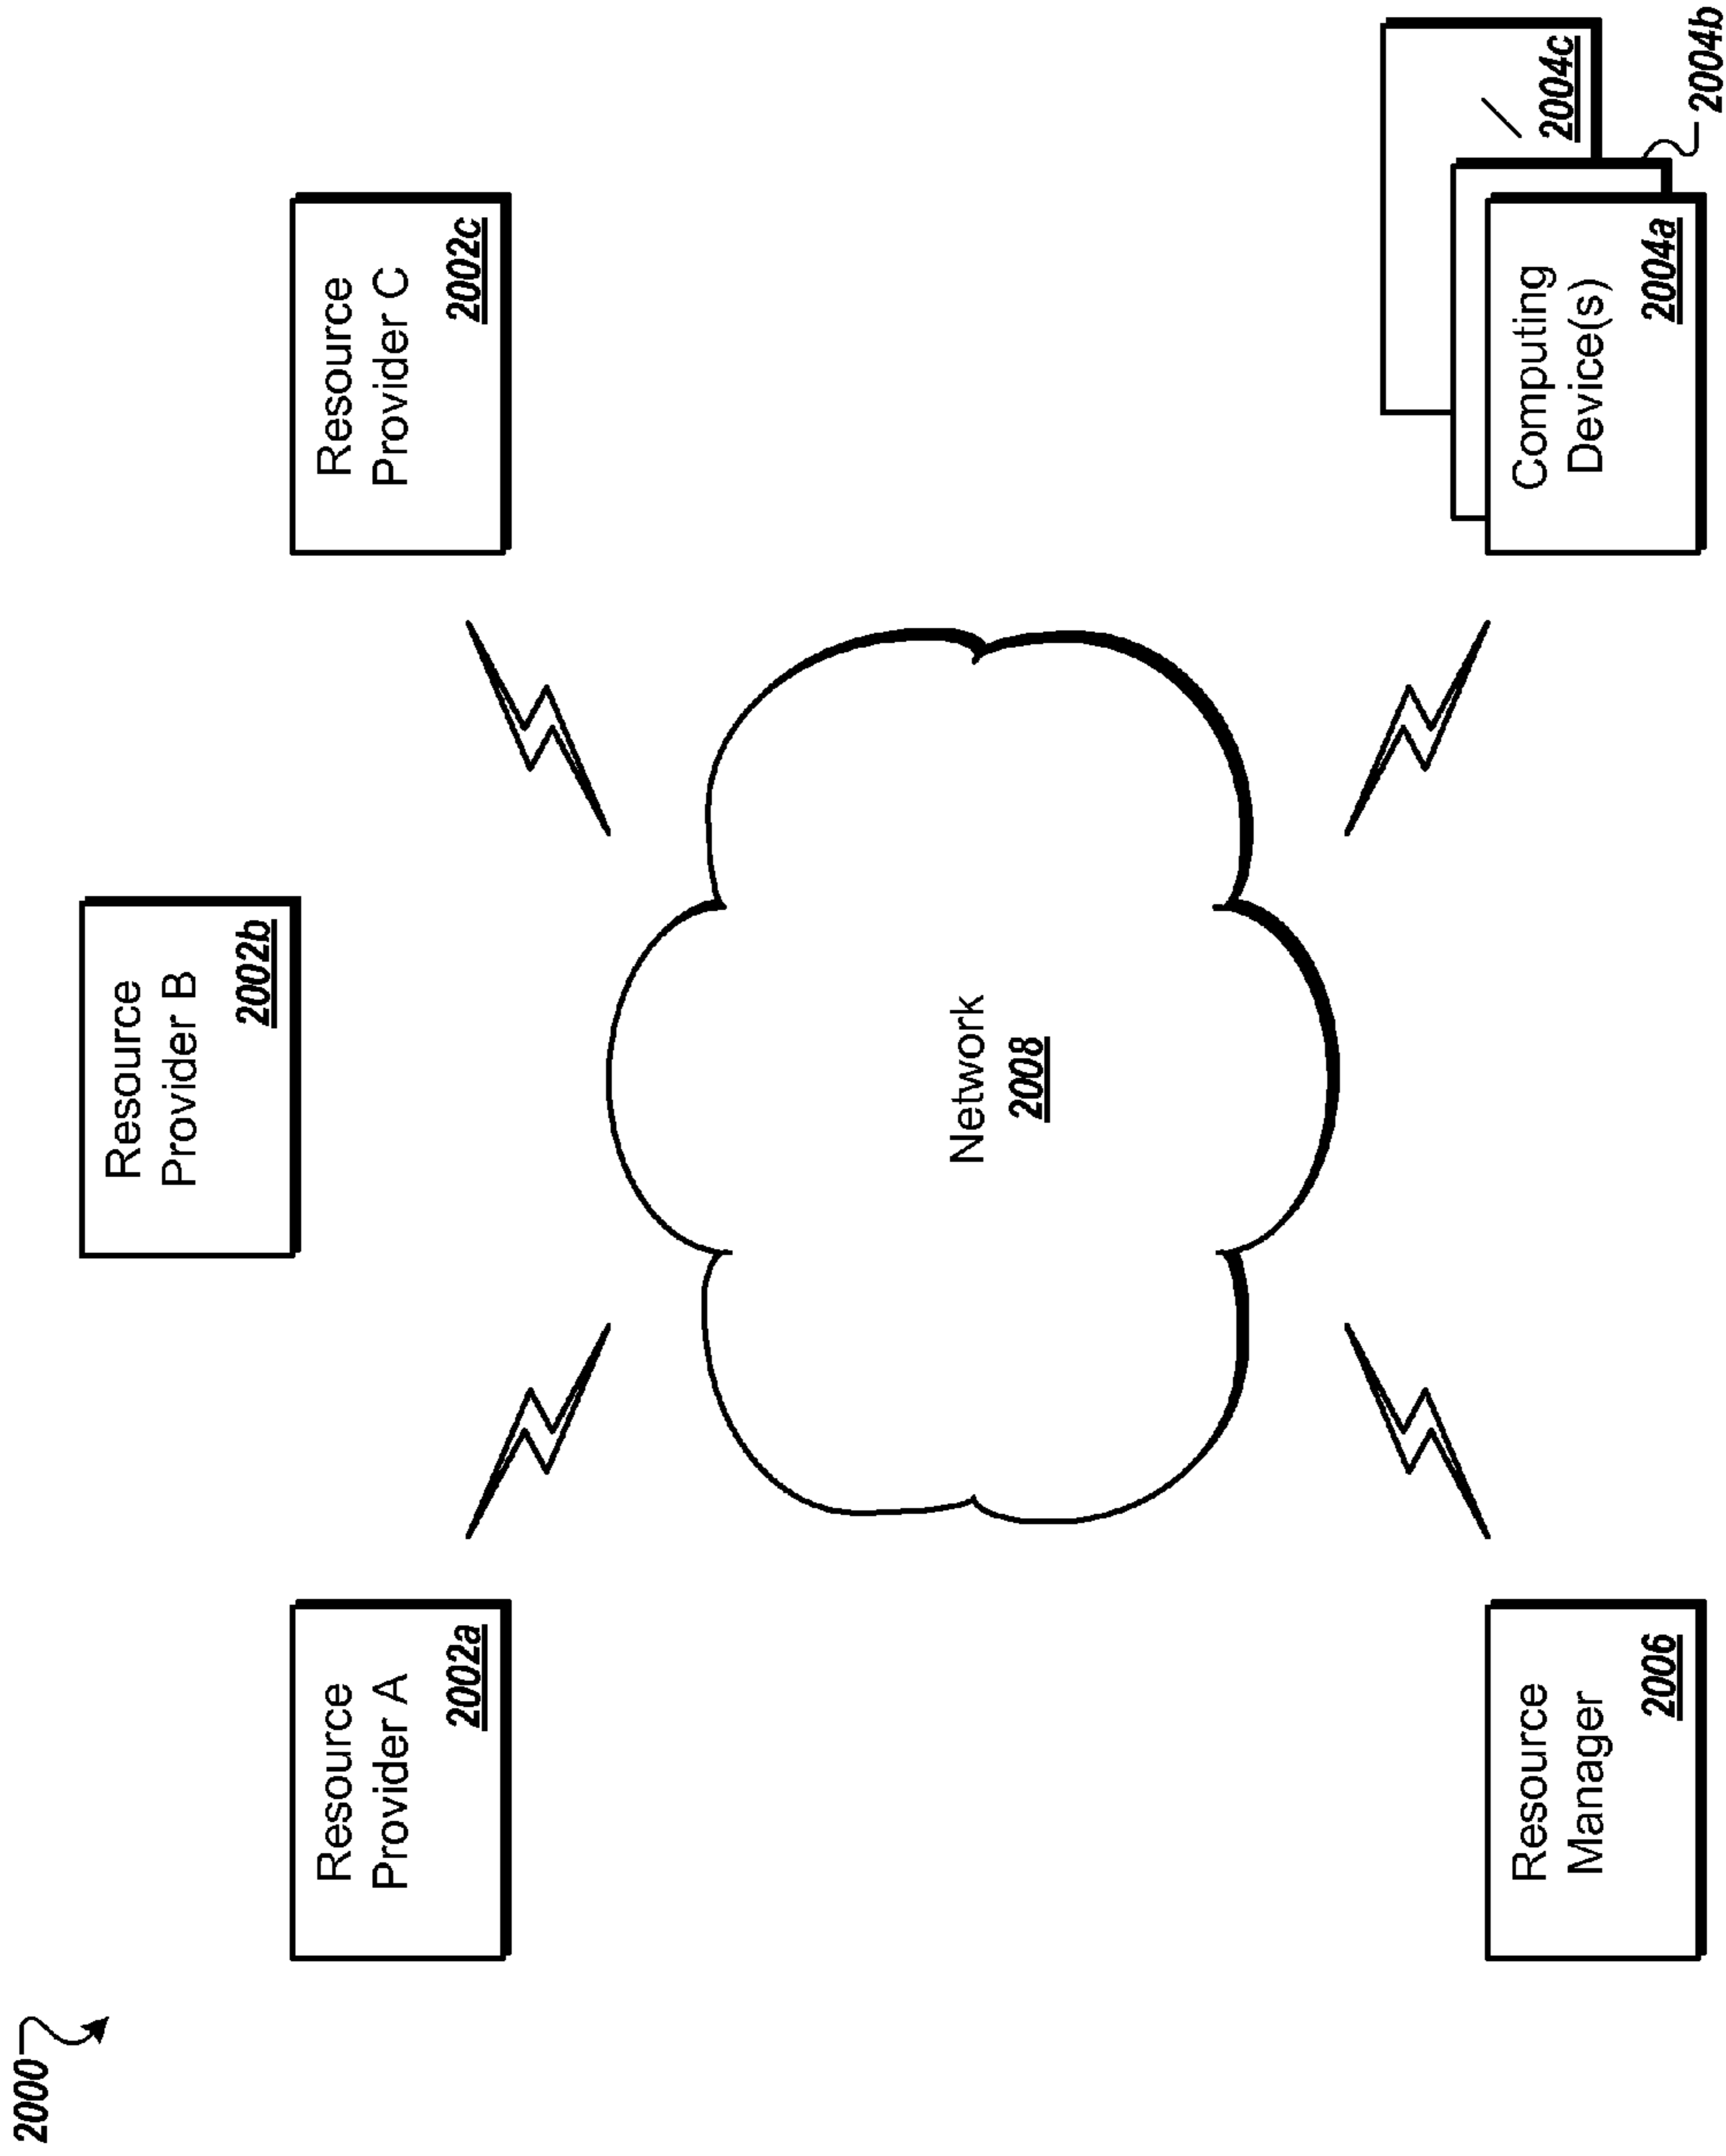 2000
Resource
Provider B
2002b
Resource
Provider A
2002a
Resource
Provider C
2002c
Network
2008
Resource
Manager
2006
2004c
Computing
Device(s)
2004a
2004b